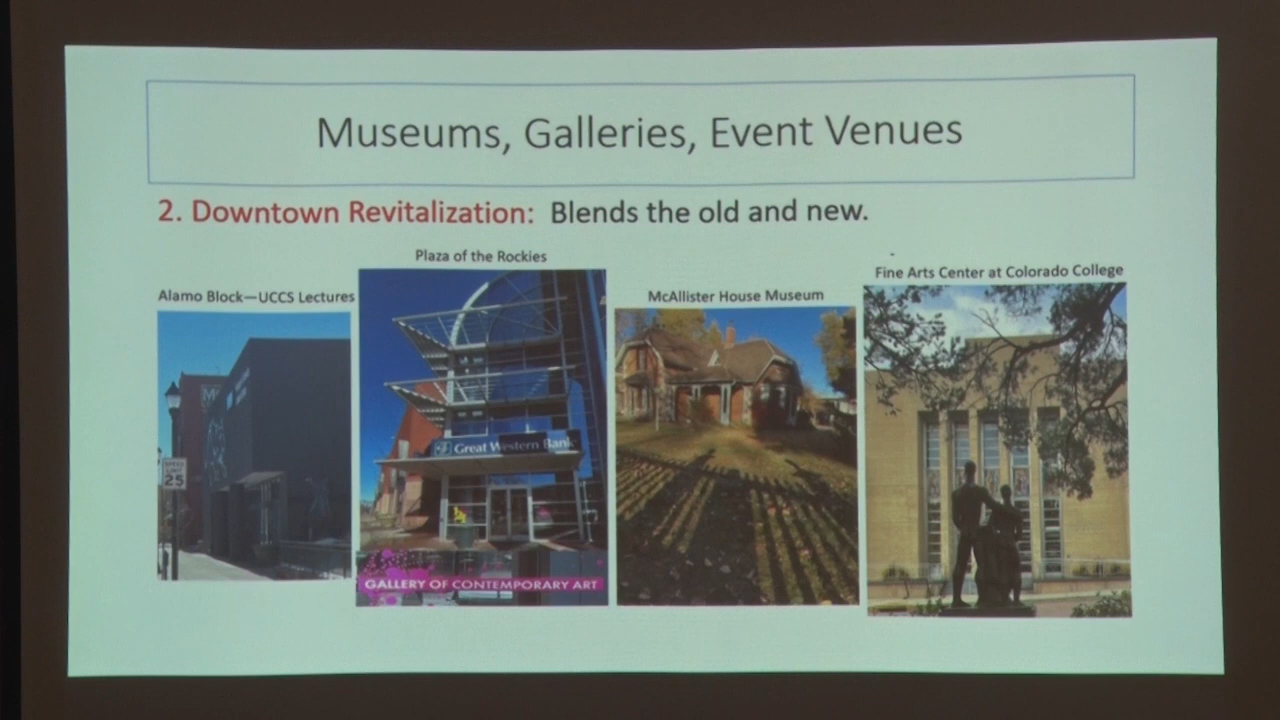 Museums, Galleries, Event Venues
2. Downtown Revitalization: Blends the old and new.
Plaza of the Rockies
Fine Arts Center at Colorado College
Alamo Block—UCCS Lectures
McAllister House Museum
SPEED
LIMIT
25
Great Western Bank
GALLERY OF CONTEMPORARY ART